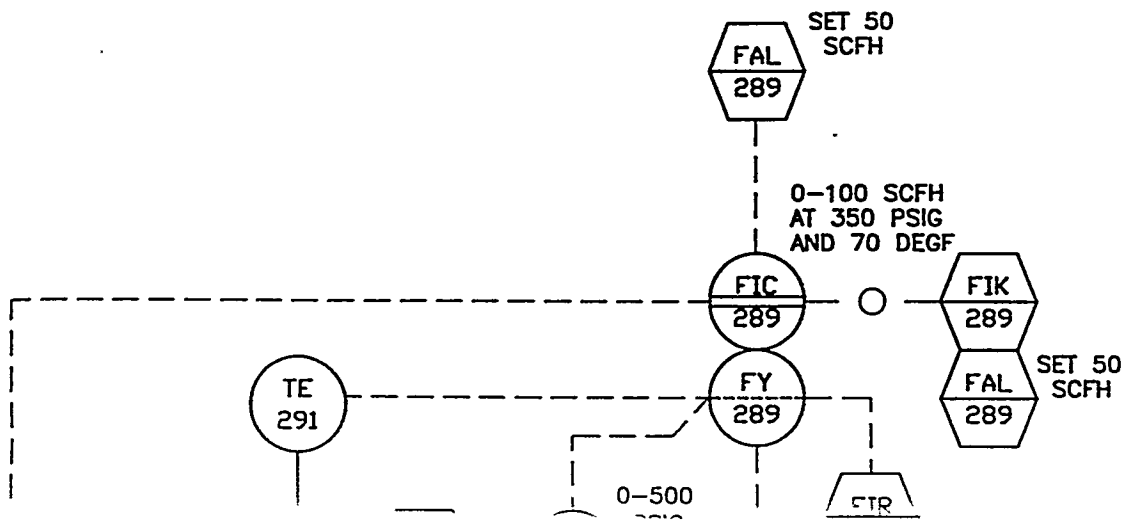 SET 50
SCFH
FAL
289
0-100 SCFH
AT 350 PSIG
AND 70 DEGF
FIC
289
FIK
289
TE
291
FY
289
FAL
289
SET 50
SCFH
0-500
FIR